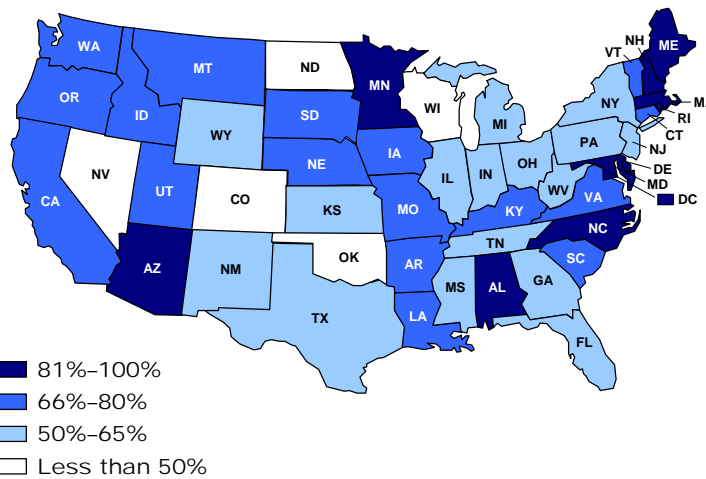 WA
MT
ND
MN
VT
NH
ME
OR
ID
SD
WI
MI
NY
MA
RI
CT
WY
NE
IA
PA
NJ
NV
UT
CO
IL
IN
OH
DE
MD
DC
CA
KS
MO
KY
WV
VA
AZ
NM
OK
AR
TN
NC
TX
LA
MS
AL
GA
SC
FL
81%–100%
66%–80%
50%–65%
Less than 50%